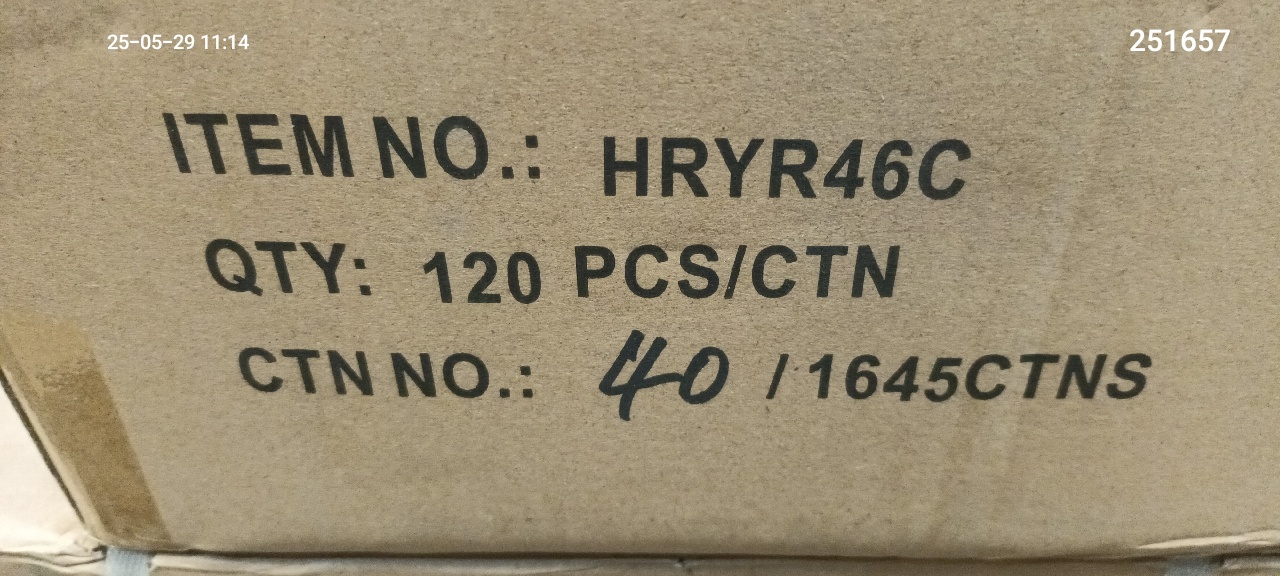 25-05-29 11:14
251657
ITEM NO.: HRYR46C
QTY: 120 PCS/CTN
CTN NO.: 40 / 1645CTNS